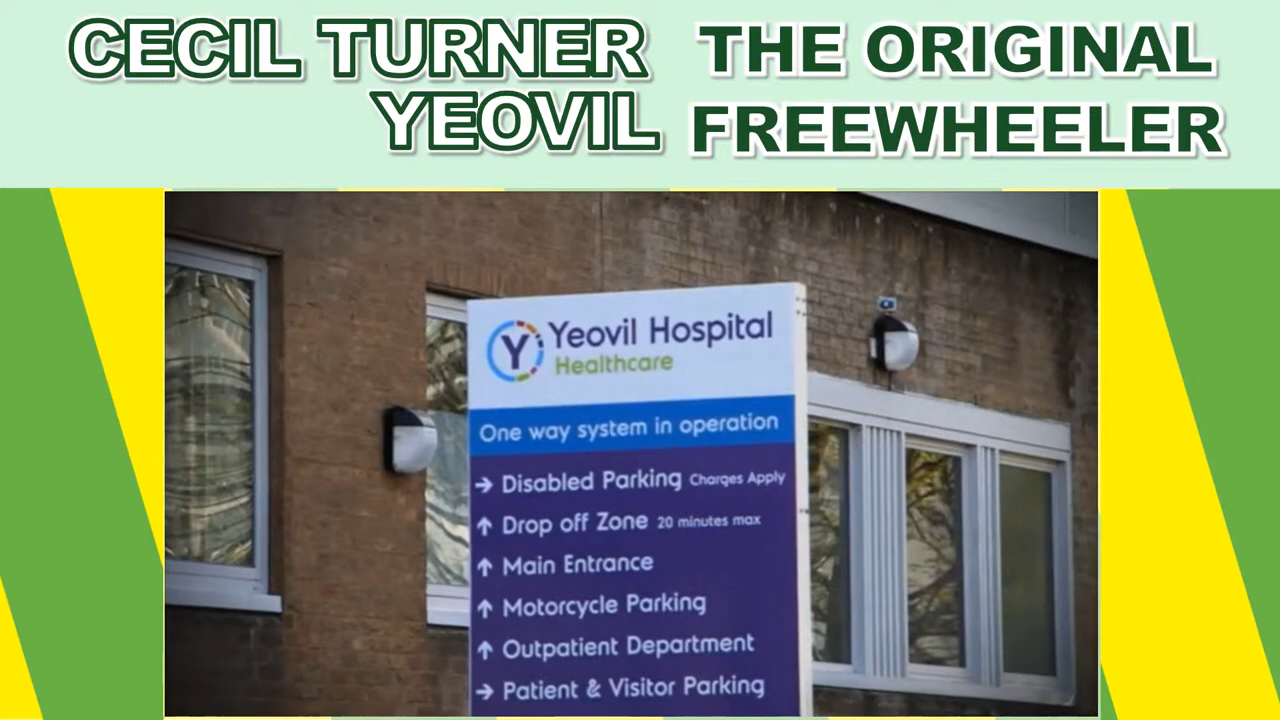 CECIL TURNER
YEOVIL
THE ORIGINAL
FREEWHEELER
Y Yeovil Hospital
Healthcare
One way system in operation
→ Disabled Parking Charges Apply
↑ Drop off Zone 20 minutes max
↑ Main Entrance
↑ Motorcycle Parking
↑ Outpatient Department
→ Patient & Visitor Parking